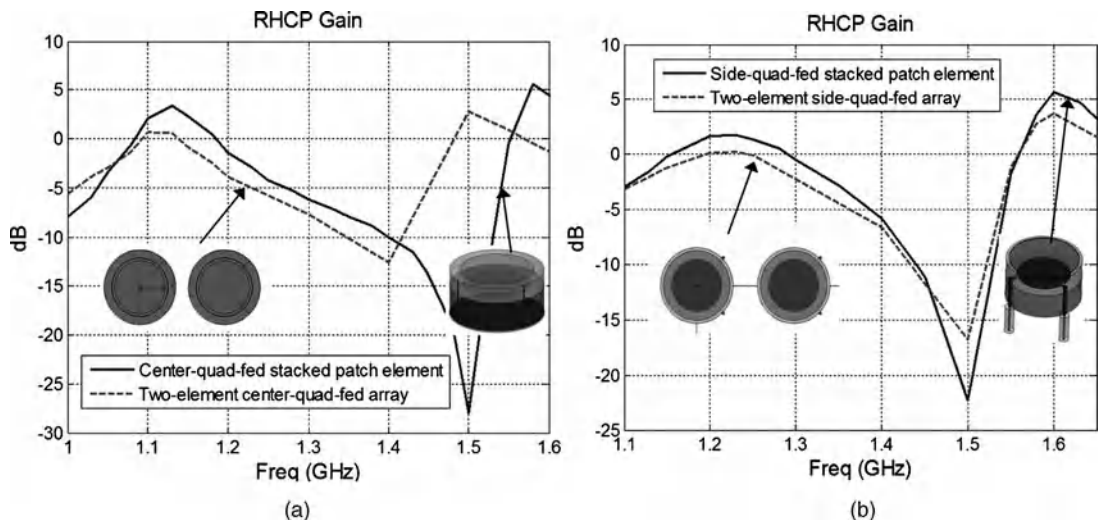 (a)
RHCP Gain
10
5
0
-5
-10
-15
-20
-25
-30
dB
Center-quad-fed stacked patch element
Two-element center-quad-fed array
1 1.1 1.2 1.3 1.4 1.5 1.6
Freq (GHz)
(a)
(b)
RHCP Gain
10
5
0
-5
-10
-15
-20
-25
dB
Side-quad-fed stacked patch element
Two-element side-quad-fed array
1.1 1.2 1.3 1.4 1.5 1.6
Freq (GHz)
(b)